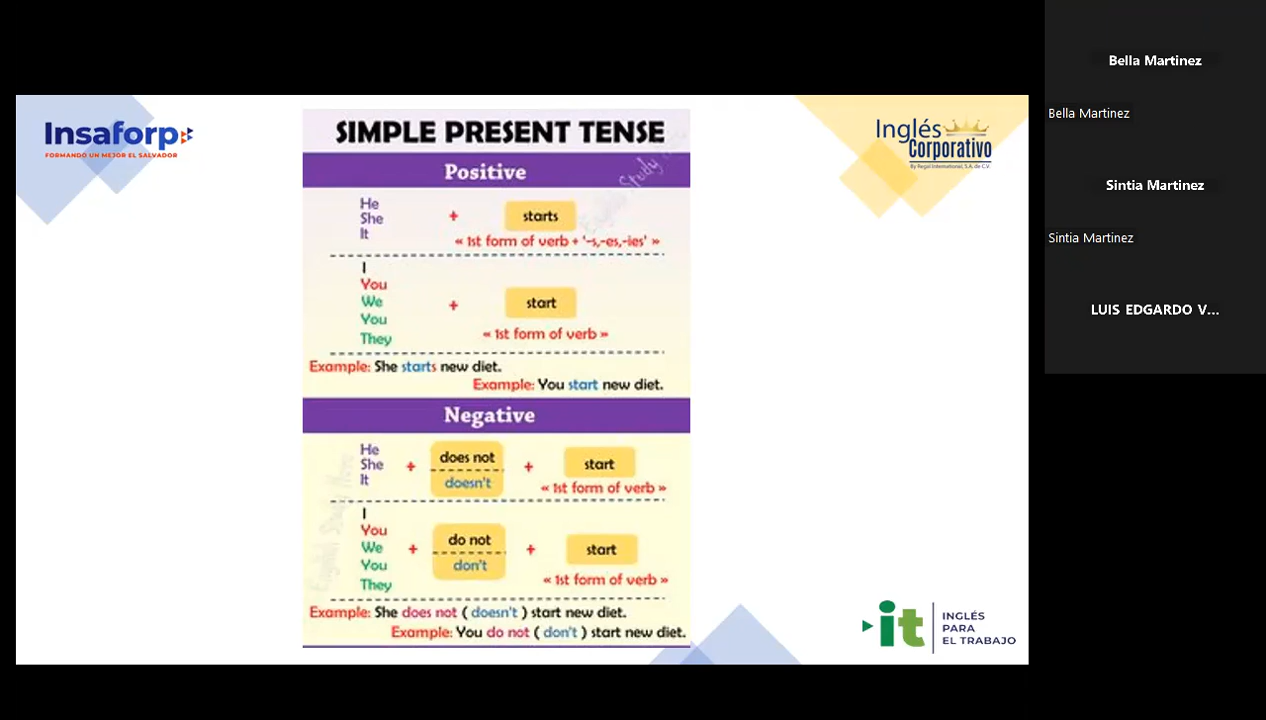 Insaforp
FORMANDO UN MEJOR EL SALVADOR
Inglés
Corporativo
By Regal International, S.A. de C.V.
SIMPLE PRESENT TENSE
Positive
He
She
It
+
starts
« 1st form of verb + '-s,-es,-ies' »
I
You
We
You
They
+
start
« 1st form of verb »
Example: She starts new diet.
Example: You start new diet.
Negative
He
She
It
+
does not
doesn't
+
start
« 1st form of verb »
I
You
We
You
They
+
do not
don't
+
start
« 1st form of verb »
Example: She does not ( doesn't ) start new diet.
Example: You do not ( don't ) start new diet.
it
INGLÉS
PARA
EL TRABAJO
Bella Martinez
Bella Martinez
Sintia Martinez
Sintia Martinez
LUIS EDGARDO V...